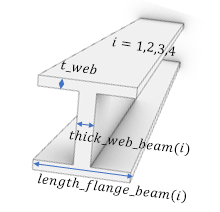 i = 1,2,3,4
t_web
thick_web_beam(i)
length_flange_beam(i)